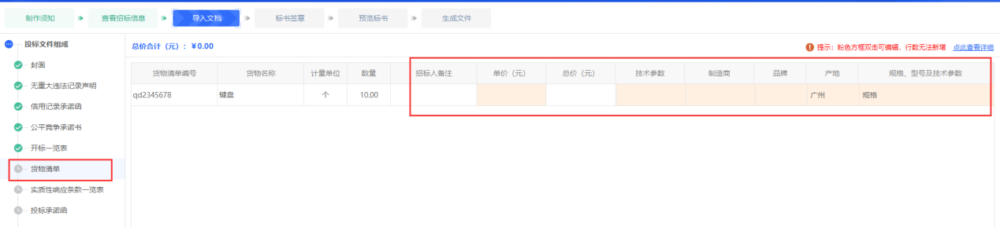 制作须知 查看招标信息 导入文档 标书签章 预览标书 生成文件
投标文件组成
总价合计（元）：￥0.00
提示：粉色方框双击可编辑，行数无法新增 点此查看详细
封面
无重大违法记录声明
信用记录承诺函
公平竞争承诺书
开标一览表
货物清单
实质性响应条款一览表
投标承诺函
货物清单编号 货物名称 计量单位 数量 招标人备注 单价（元） 总价（元） 技术参数 制造商 品牌 产地 规格、型号及技术参数
qd2345678 键盘 个 10.00 广州 规格